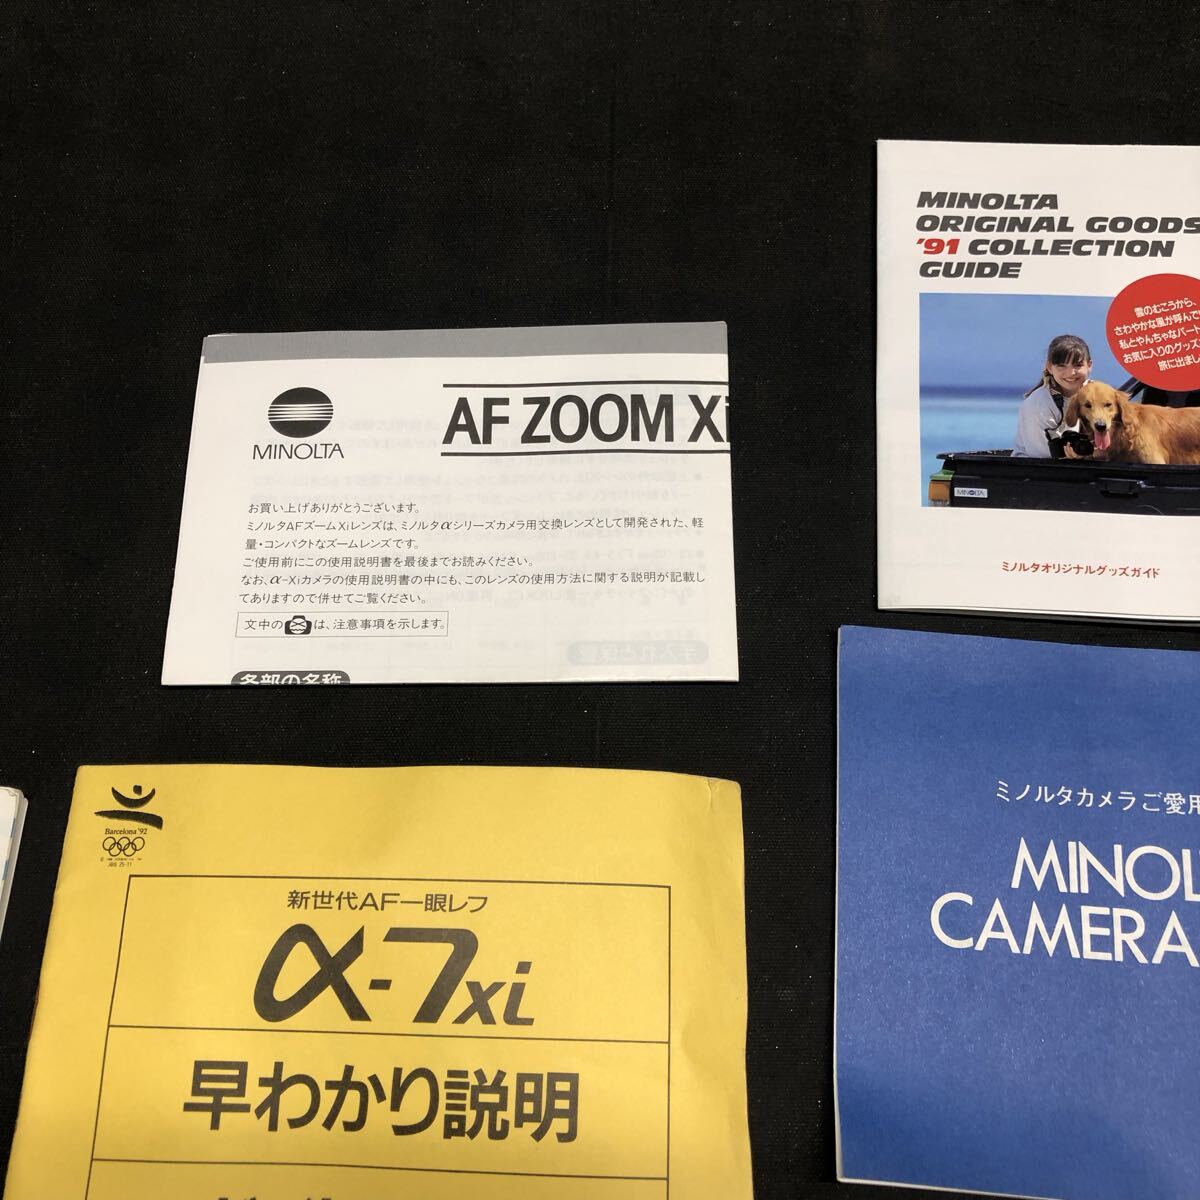 MINOLTA
ORIGINAL GOODS
'91 COLLECTION
GUIDE
雲のむこうから、
さわやかな風が呼んで
私とやんちゃなバート
お気に入りのグッズ
旅に出まし
MINOLTA
ミノルタオリジナルグッズガイド
MINOLTA
AF ZOOM Xi
お買い上げありがとうございます。
ミノルタAFズームXiレンズは、ミノルタαシリーズカメラ用交換レンズとして開発された、軽
量・コンパクトなズームレンズです。
ご使用前にこの使用説明書を最後までお読みください。
なお、α-Xiカメラの使用説明書の中にも、このレンズの使用方法に関する説明が記載し
てありますので併せてご覧ください。
文中の は、注意事項を示します。
各部の名称
ミノルタカメラご愛用
MINOL
CAMERA
Barcelona '92
新世代AF一眼レフ
α-7xi
早わかり説明